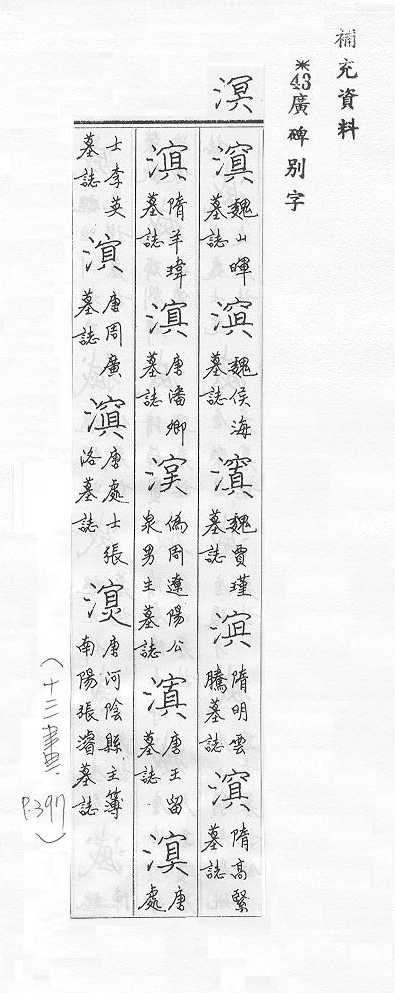 補充資料
*43廣碑別字
溟
溟魏山暉墓誌溟魏侯海墓誌溟魏賈瑾墓誌溟隋明雲騰墓誌溟隋高緊墓誌
溟隋羊瑋墓誌溟唐潘卿墓誌溟偽周遼陽公泉男主墓誌溟唐王留墓誌溟唐處
士李英墓誌溟唐周廣墓誌溟唐處士張洛墓誌溟唐河陰縣主簿南陽張濬墓誌
(十三畫 P.397)